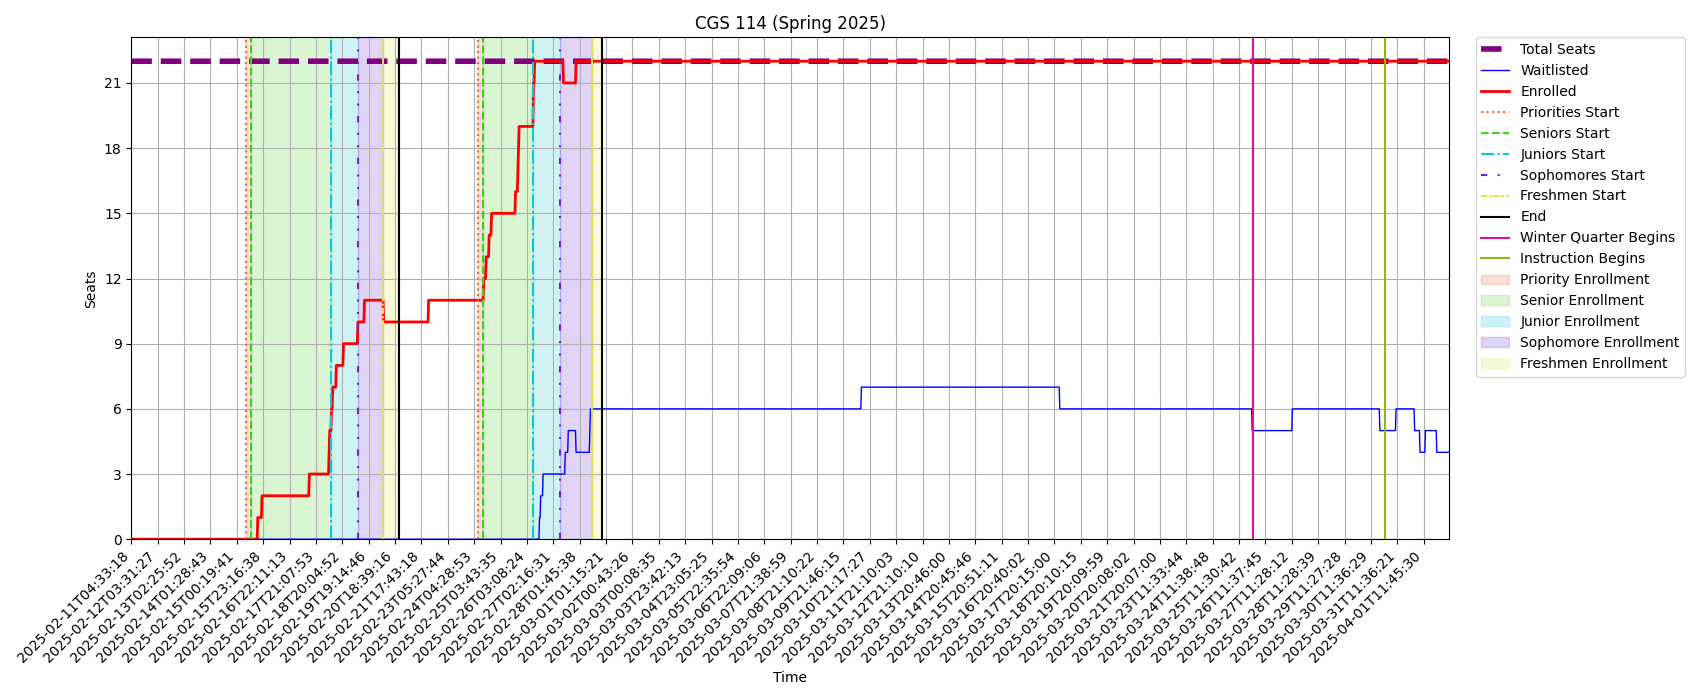 CGS 114 (Spring 2025)
Seats
21
18
15
12
9
6
3
0
2025-02-11T04:33:18
2025-02-12T03:31:27
2025-02-13T02:25:52
2025-02-14T01:28:43
2025-02-15T00:19:41
2025-02-15T23:16:38
2025-02-16T22:11:13
2025-02-17T21:07:53
2025-02-18T20:04:52
2025-02-19T19:14:46
2025-02-20T18:39:16
2025-02-21T17:43:18
2025-02-23T05:27:44
2025-02-24T04:28:53
2025-02-25T03:43:35
2025-02-26T03:08:24
2025-02-27T02:16:31
2025-02-28T01:45:38
2025-03-01T01:15:21
2025-03-02T00:43:26
2025-03-03T00:08:35
2025-03-03T23:42:13
2025-03-04T23:05:25
2025-03-05T22:35:54
2025-03-06T22:09:06
2025-03-07T21:38:59
2025-03-08T21:10:22
2025-03-09T21:46:15
2025-03-10T21:17:27
2025-03-11T21:10:03
2025-03-12T21:10:10
2025-03-13T20:46:00
2025-03-14T20:45:46
2025-03-15T20:51:11
2025-03-16T20:40:02
2025-03-17T20:15:00
2025-03-18T20:10:15
2025-03-19T20:09:59
2025-03-20T20:08:02
2025-03-21T20:07:00
2025-03-23T11:33:44
2025-03-24T11:38:48
2025-03-25T11:30:42
2025-03-26T11:37:45
2025-03-27T11:28:12
2025-03-28T11:28:39
2025-03-29T11:27:28
2025-03-30T11:36:29
2025-03-31T11:36:21
2025-04-01T11:45:30
Time
Total Seats
Waitlisted
Enrolled
Priorities Start
Seniors Start
Juniors Start
Sophomores Start
Freshmen Start
End
Winter Quarter Begins
Instruction Begins
Priority Enrollment
Senior Enrollment
Junior Enrollment
Sophomore Enrollment
Freshmen Enrollment